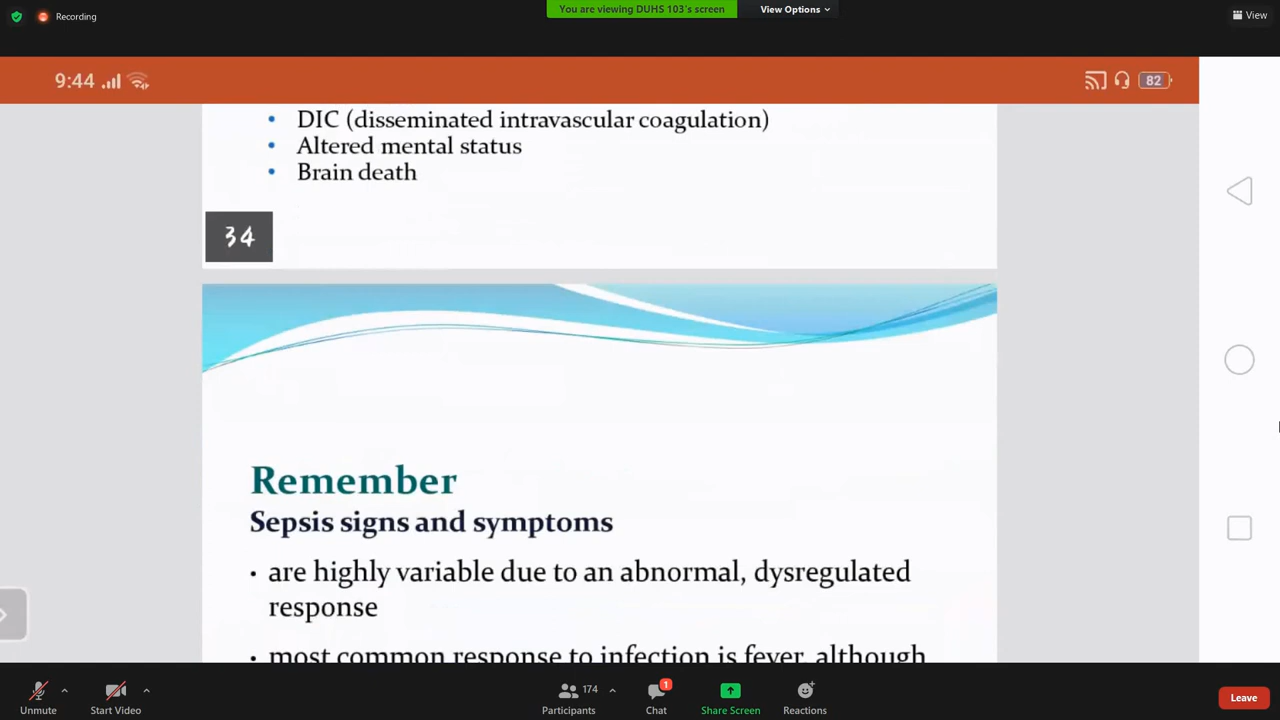 Recording
You are viewing DUHS 103's screen
View Options
View
9:44
82
• DIC (disseminated intravascular coagulation)
• Altered mental status
• Brain death
34
Remember
Sepsis signs and symptoms
• are highly variable due to an abnormal, dysregulated
response
• most common response to infection is fever, although
Unmute
Start Video
Participants
174
Chat
1
Share Screen
Reactions
Leave